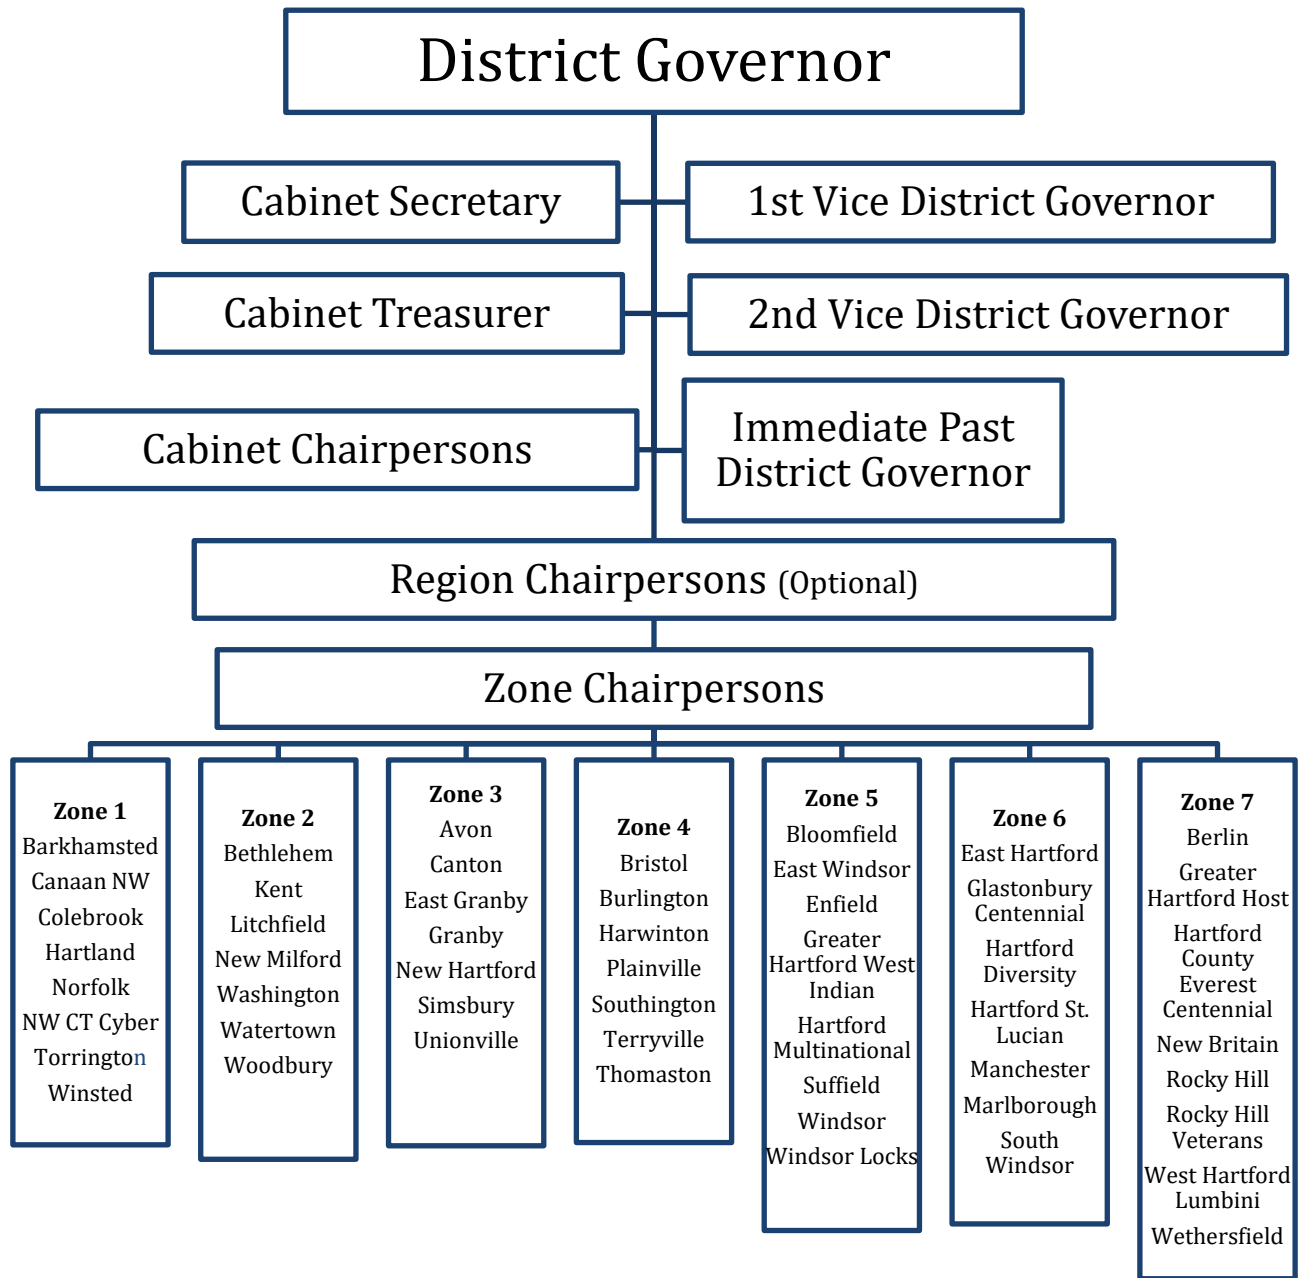 District Governor
Cabinet Secretary
1st Vice District Governor
Cabinet Treasurer
2nd Vice District Governor
Cabinet Chairpersons
Immediate Past
District Governor
Region Chairpersons (Optional)
Zone Chairpersons
Zone 1
Barkhamsted
Canaan NW
Colebrook
Hartland
Norfolk
NW CT Cyber
Torrington
Winsted
Zone 2
Bethlehem
Kent
Litchfield
New Milford
Washington
Watertown
Woodbury
Zone 3
Avon
Canton
East Granby
Granby
New Hartford
Simsbury
Unionville
Zone 4
Bristol
Burlington
Harwinton
Plainville
Southington
Terryville
Thomaston
Zone 5
Bloomfield
East Windsor
Enfield
Greater
Hartford West
Indian
Hartford
Multinational
Suffield
Windsor
Windsor Locks
Zone 6
East Hartford
Glastonbury
Centennial
Hartford
Diversity
Hartford St.
Lucian
Manchester
Marlborough
South
Windsor
Zone 7
Berlin
Greater
Hartford Host
Hartford
County
Everest
Centennial
New Britain
Rocky Hill
Rocky Hill
Veterans
West Hartford
Lumbini
Wethersfield